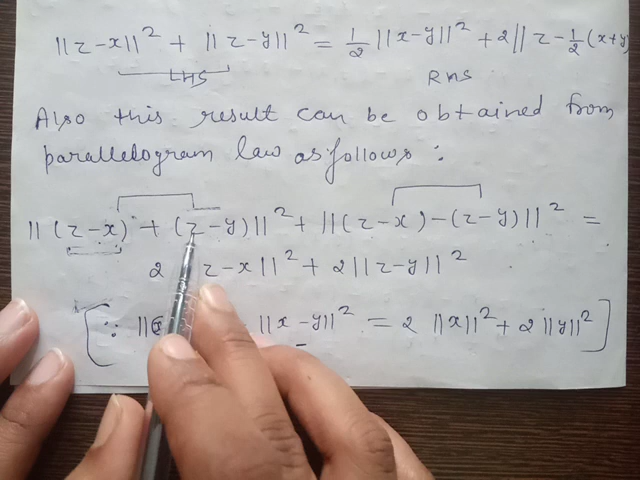 ||z-x||² + ||z-y||² = 1/2 ||x-y||² + 2||z-1/2(x+y)
LHS RHS
Also this result can be obtained from
parallelogram law as follows:
||(z-x) + (z-y)||² + ||(z-x)-(z-y)||² =
2 z-x||² + 2||z-y||²
[∵ || ||x-y||² = 2 ||x||² + 2||y||²]